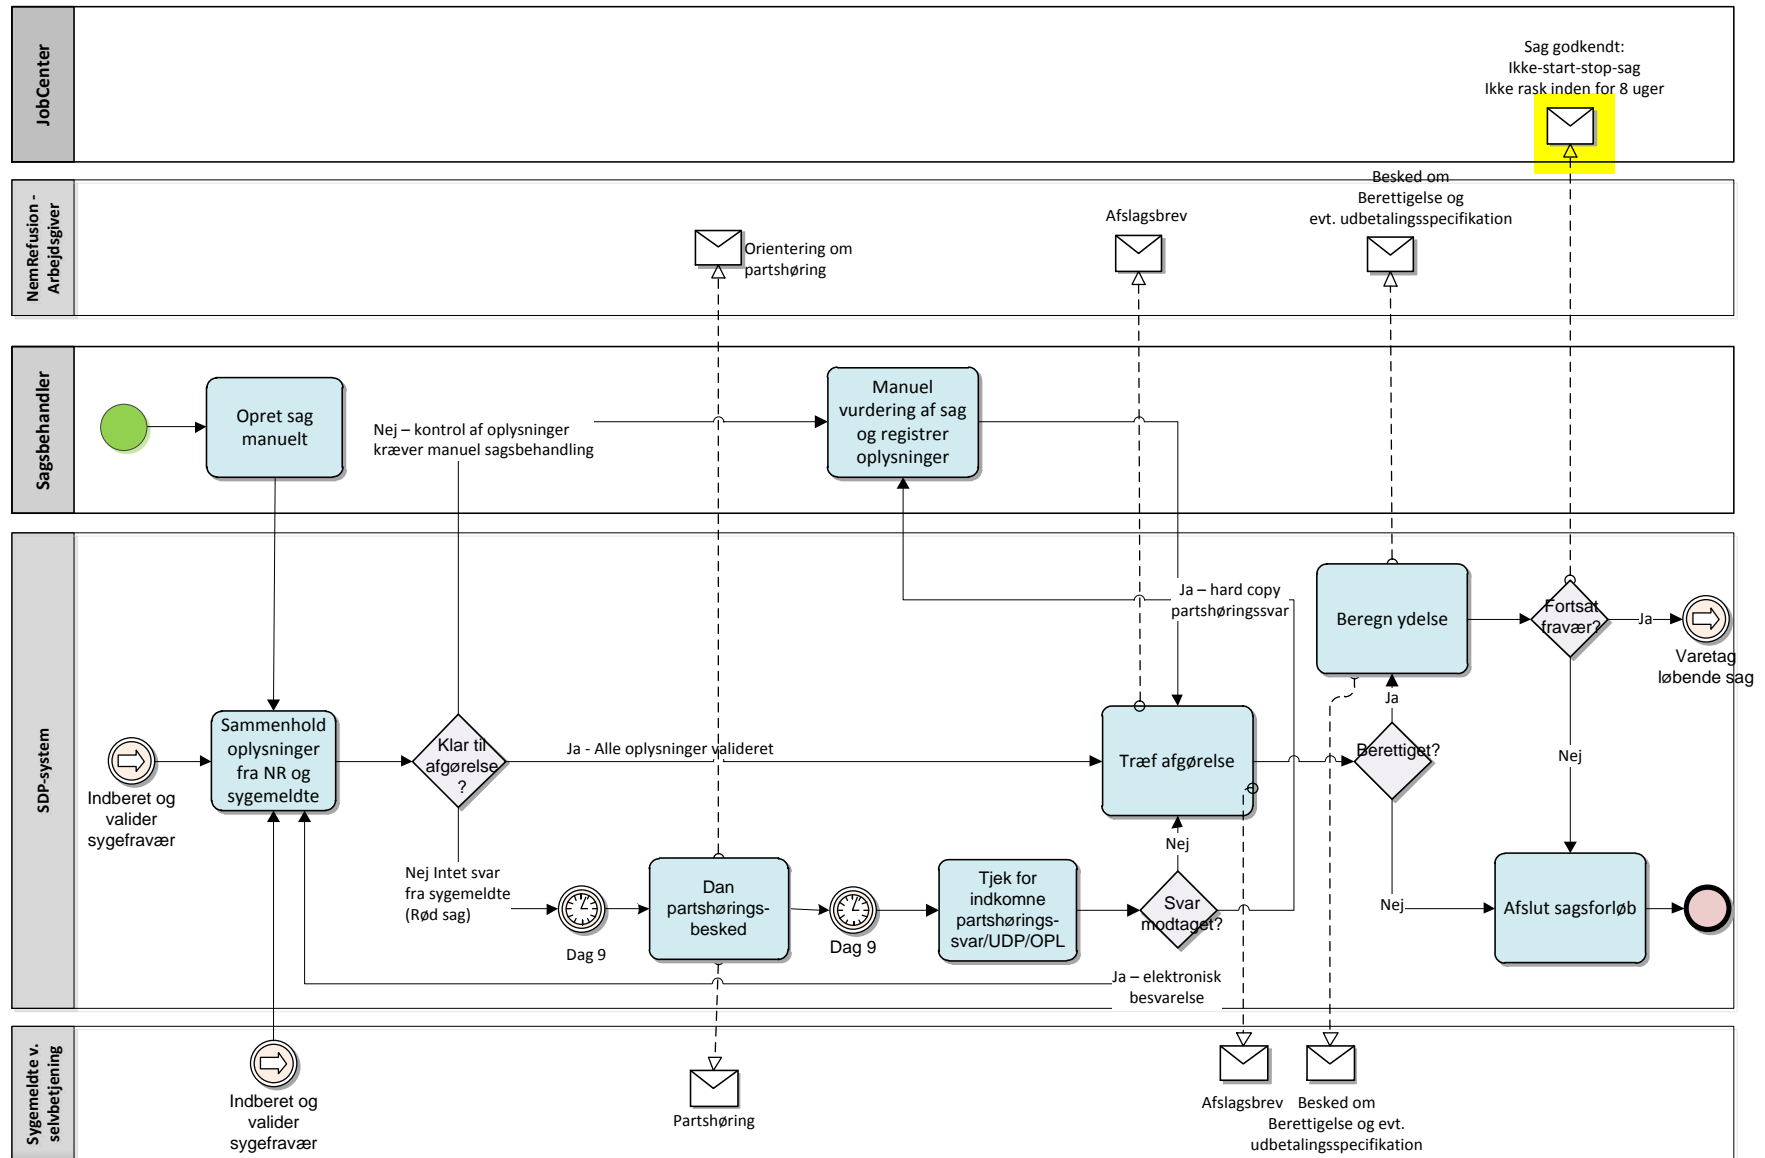 JobCenter
Sag godkendt:
Ikke-start-stop-sag
Ikke rask inden for 8 uger
NemRefusion -
Arbejdsgiver
Orientering om
partshøring
Afslagsbrev
Besked om
Berettigelse og
evt. udbetalingsspecifikation
Sagsbehandler
Opret sag
manuelt
Nej – kontrol af oplysninger
kræver manuel sagsbehandling
Manuel
vurdering af sag
og registrer
oplysninger
SDP-system
Indberet og
valider
sygefravær
Sammenhold
oplysninger
fra NR og
sygemeldte
Klar til
afgørelse
?
Ja - Alle oplysninger valideret
Nej Intet svar
fra sygemeldte
(Rød sag)
Dag 9
Dan
partshørings-
besked
Dag 9
Tjek for
indkomne
partshørings-
svar/UDP/OPL
Svar
modtaget?
Nej
Ja – hard copy
partshøringssvar
Ja – elektronisk
besvarelse
Træf afgørelse
Berettiget?
Ja
Nej
Beregn ydelse
Fortsat
fravær?
Ja
Nej
Varetag
løbende sag
Afslut sagsforløb
Sygemeldte v.
selvbetjening
Indberet og
valider
sygefravær
Partshøring
Afslagsbrev
Besked om
Berettigelse og evt.
udbetalingsspecifikation